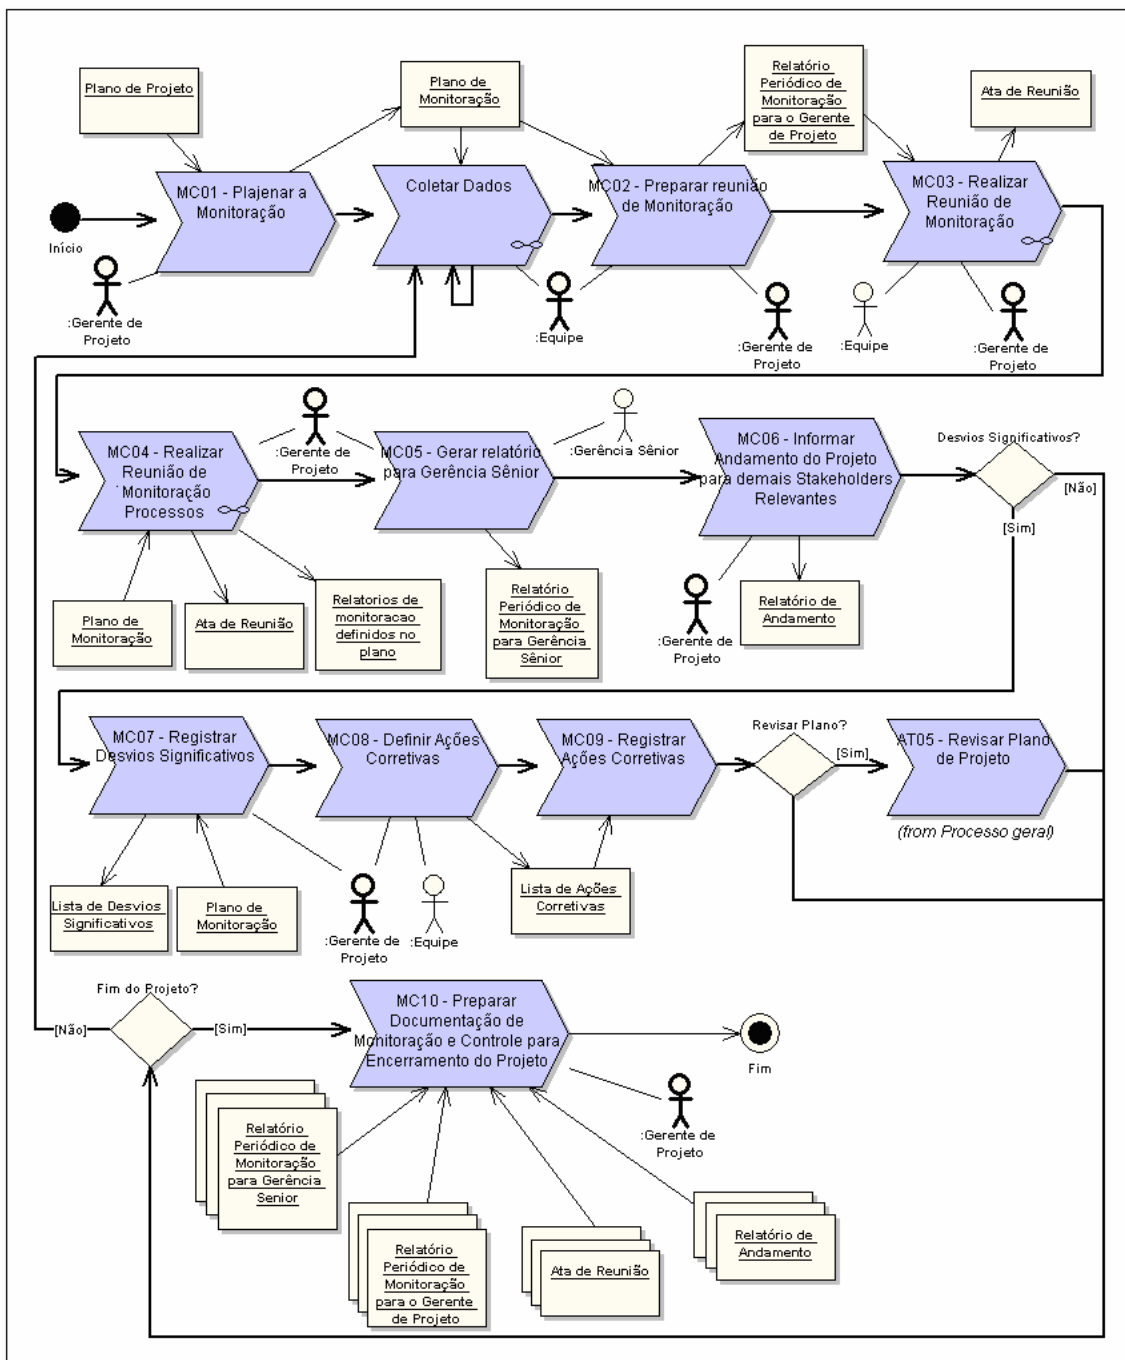 Plano de Projeto
Plano de
Monitoração
Relatório
Periódico de
Monitoração
para o Gerente
de Projeto
Ata de Reunião
Início
MC01 - Plajenar a
Monitoração
Coletar Dados
MC02 - Preparar reunião
de Monitoração
MC03 - Realizar
Reunião de
Monitoração
:Gerente de
Projeto
:Equipe
:Gerente de
Projeto
:Equipe
:Gerente de
Projeto
MC04 - Realizar
Reunião de
Monitoração
Processos
:Gerente de
Projeto
MC05 - Gerar relatório
para Gerência Sênior
:Gerência Sênior
MC06 - Informar
Andamento do Projeto
para demais Stakeholders
Relevantes
Desvios Significativos?
[Não]
[Sim]
Plano de
Monitoração
Ata de Reunião
Relatorios de
monitoracao
definidos no
plano
Relatório
Periódico de
Monitoração
para Gerência
Sênior
:Gerente de
Projeto
Relatório de
Andamento
MC07 - Registrar
Desvios Significativos
MC08 - Definir Ações
Corretivas
MC09 - Registrar
Ações Corretivas
Revisar Plano?
[Sim]
AT05 - Revisar Plano
de Projeto
(from Processo geral)
Lista de Desvios
Significativos
Plano de
Monitoração
:Gerente de
Projeto
:Equipe
Lista de Ações
Corretivas
Fim do Projeto?
[Não]
[Sim]
MC10 - Preparar
Documentação de
Monitoração e Controle para
Encerramento do Projeto
Fim
:Gerente de
Projeto
Relatório
Periódico de
Monitoração
para Gerência
Senior
Relatório
Periódico de
Monitoração
para o Gerente
de Projeto
Ata de Reunião
Relatório de
Andamento